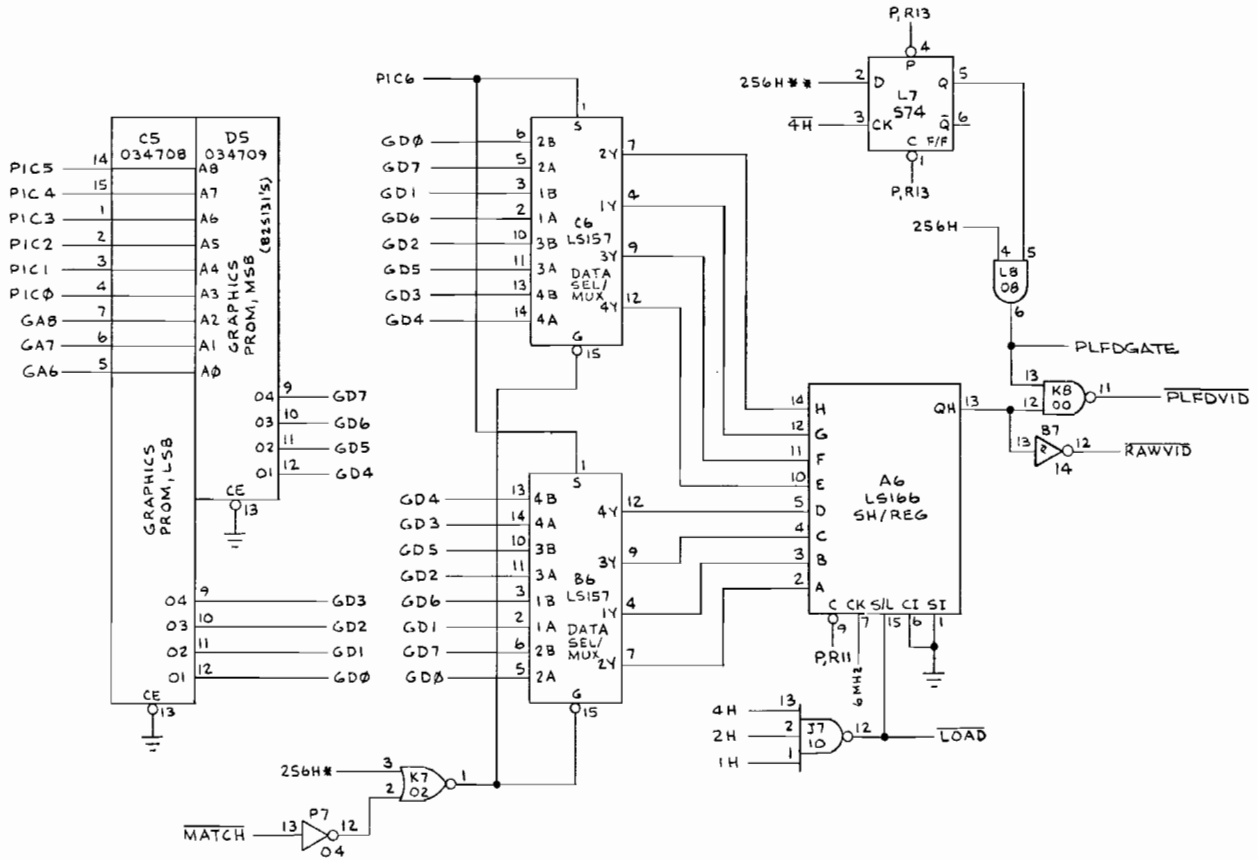 P,R13
4
P
256H**
2
D
Q
5
L7
S74
4H
3
CK
Q
6
C
F/F
1
P,R13
256H
4
5
L8
08
6
PLFDGATE
13
12
K8
00
11
PLFDVID
13
B7
2
12
14
RAWVID
C5
034708
D5
034709
(82S131'S)
GRAPHICS
PROM, MSB
GRAPHICS
PROM, LSB
PIC5 14 A8
PIC4 15 A7
PIC3 1 A6
PIC2 2 A5
PIC1 3 A4
PICØ 4 A3
GA8 7 A2
GA7 6 A1
GA6 5 AØ
O4 9 GD7
O3 10 GD6
O2 11 GD5
O1 12 GD4
CE
13
O4 9 GD3
O3 10 GD2
O2 11 GD1
O1 12 GDØ
CE
13
PIC6
1
S
GDØ 6 2B
GD7 5 2A
GD1 3 1B
GD6 2 1A
GD2 10 3B
GD5 11 3A
GD3 13 4B
GD4 14 4A
C6
LS157
DATA
SEL/
MUX
2Y 7
1Y 4
3Y 9
4Y 12
G
15
1
S
GD4 13 4B
GD3 14 4A
GD5 10 3B
GD2 11 3A
GD6 3 1B
GD1 2 1A
GD7 6 2B
GDØ 5 2A
B6
LS157
DATA
SEL/
MUX
4Y 12
3Y 9
1Y 4
2Y 7
G
15
14 H
12 G
11 F
10 E
5 D
4 C
3 B
2 A
QH 13
A6
LS166
SH/REG
C CK S/L CI SI
9 7 15 6 1
P,R11
6MHZ
4H 13
2H 2
1H 1
J7
10
12
LOAD
256H* 3
2
K7
02
1
MATCH 13
P7
12
04